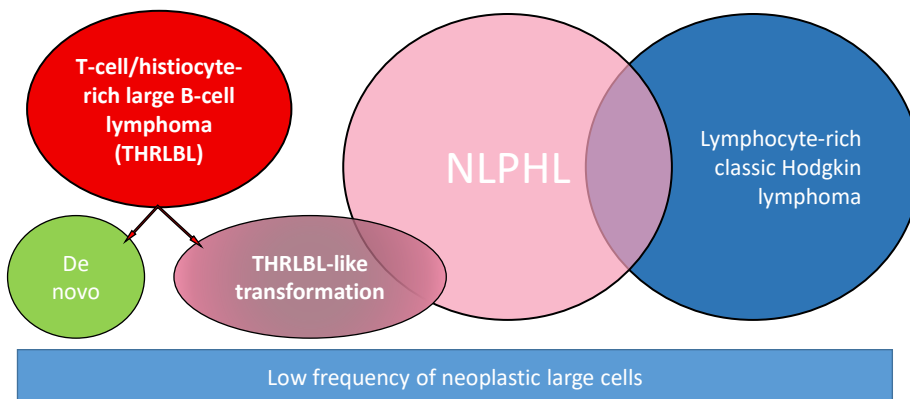 T-cell/histiocyte-
rich large B-cell
lymphoma
(THRLBL)
NLPHL
Lymphocyte-rich
classic Hodgkin
lymphoma
De
novo
THRLBL-like
transformation
Low frequency of neoplastic large cells